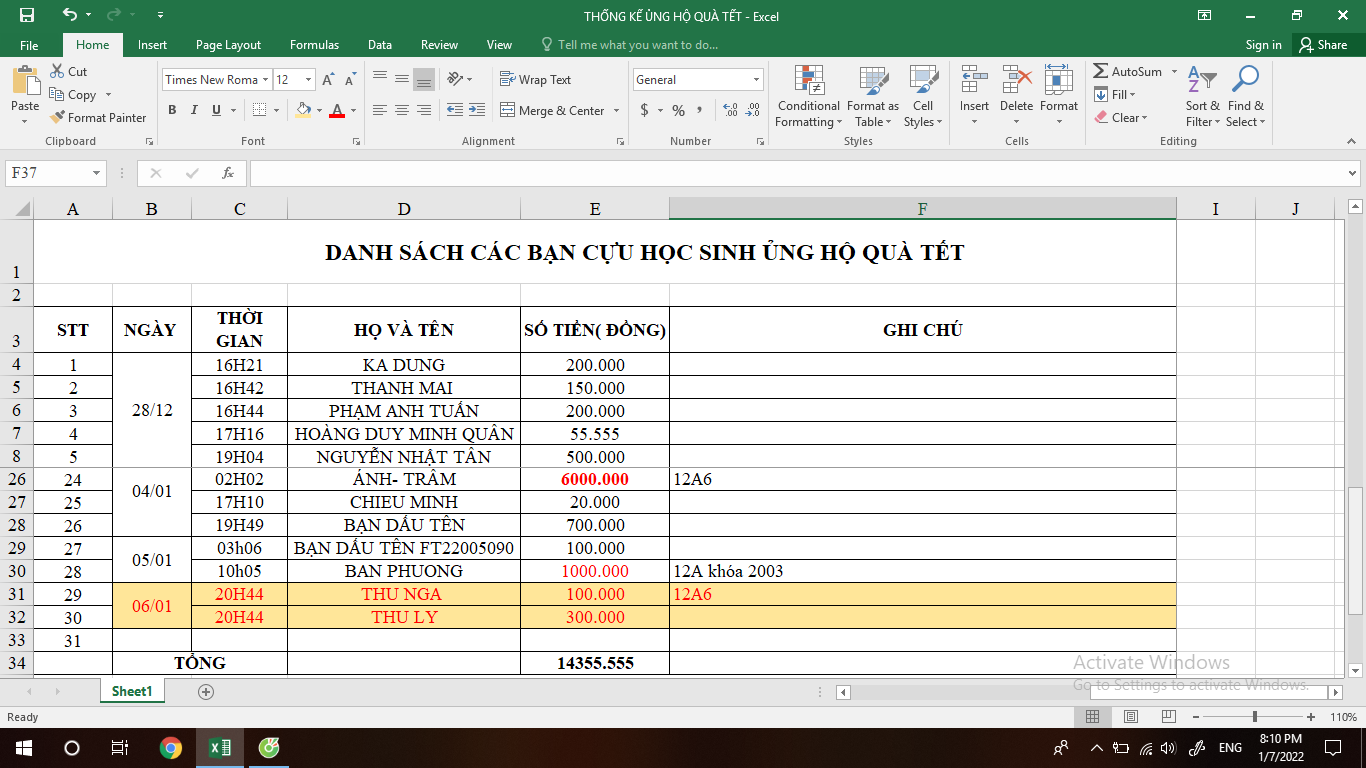 THỐNG KẾ ỦNG HỘ QUÀ TẾT - Excel
File Home Insert Page Layout Formulas Data Review View Tell me what you want to do... Sign in Share
Paste
Cut
Copy
Format Painter
Times New Roma 12
B I U
Wrap Text
Merge & Center
General
$ % ,
Conditional Formatting
Format as Table
Cell Styles
Insert Delete Format
AutoSum
Fill
Clear
Sort & Filter
Find & Select
Clipboard Font Alignment Number Styles Cells Editing
F37 fx
A B C D E F I J
1 DANH SÁCH CÁC BẠN CỰU HỌC SINH ỦNG HỘ QUÀ TẾT
2
3 STT NGÀY THỜI GIAN HỌ VÀ TÊN SỐ TIỀN( ĐỒNG) GHI CHÚ
4 1 28/12 16H21 KA DUNG 200.000
5 2 16H42 THANH MAI 150.000
6 3 16H44 PHẠM ANH TUẤN 200.000
7 4 17H16 HOÀNG DUY MINH QUÂN 55.555
8 5 19H04 NGUYỄN NHẬT TÂN 500.000
26 24 04/01 02H02 ÁNH- TRÂM 6000.000 12A6
27 25 17H10 CHIEU MINH 20.000
28 26 19H49 BẠN DẤU TÊN 700.000
29 27 05/01 03h06 BẠN DẤU TÊN FT22005090 100.000
30 28 10h05 BAN PHUONG 1000.000 12A khóa 2003
31 29 06/01 20H44 THU NGA 100.000 12A6
32 30 20H44 THU LY 300.000
33 31
34 TỔNG 14355.555
Activate Windows
Go to Settings to activate Windows.
Sheet1
Ready 110%
ENG 8:10 PM
1/7/2022